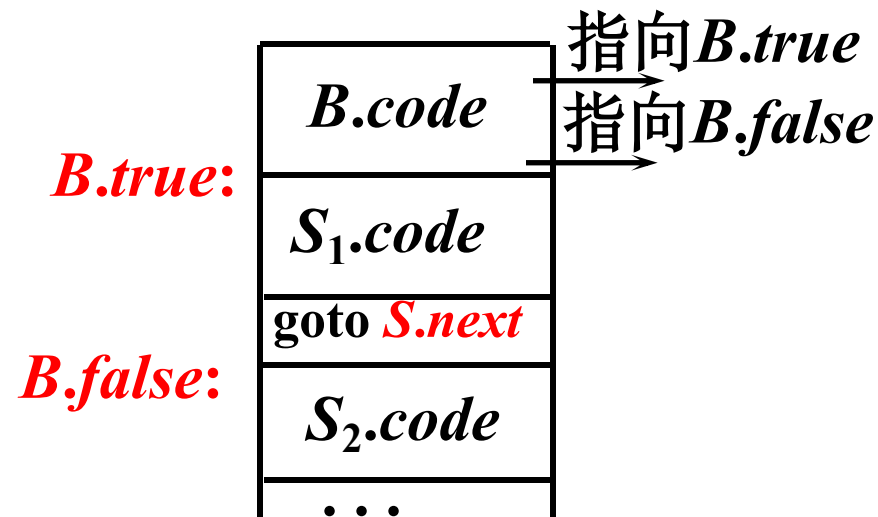 指向B.true
B.code
指向B.false
B.true:
S₁.code
goto S.next
B.false:
S₂.code
...